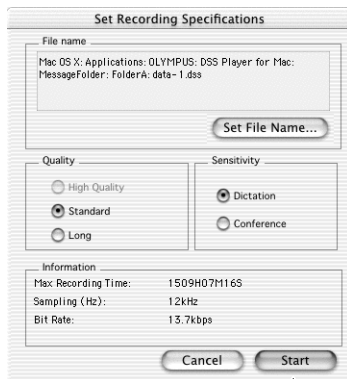 Set Recording Specifications
File name
Mac OS X: Applications: OLYMPUS: DSS Player for Mac:
MessageFolder: FolderA: data-1.dss
Set File Name...
Quality
High Quality
Standard
Long
Sensitivity
Dictation
Conference
Information
Max Recording Time: 1509H07M16S
Sampling (Hz): 12kHz
Bit Rate: 13.7kbps
Cancel
Start